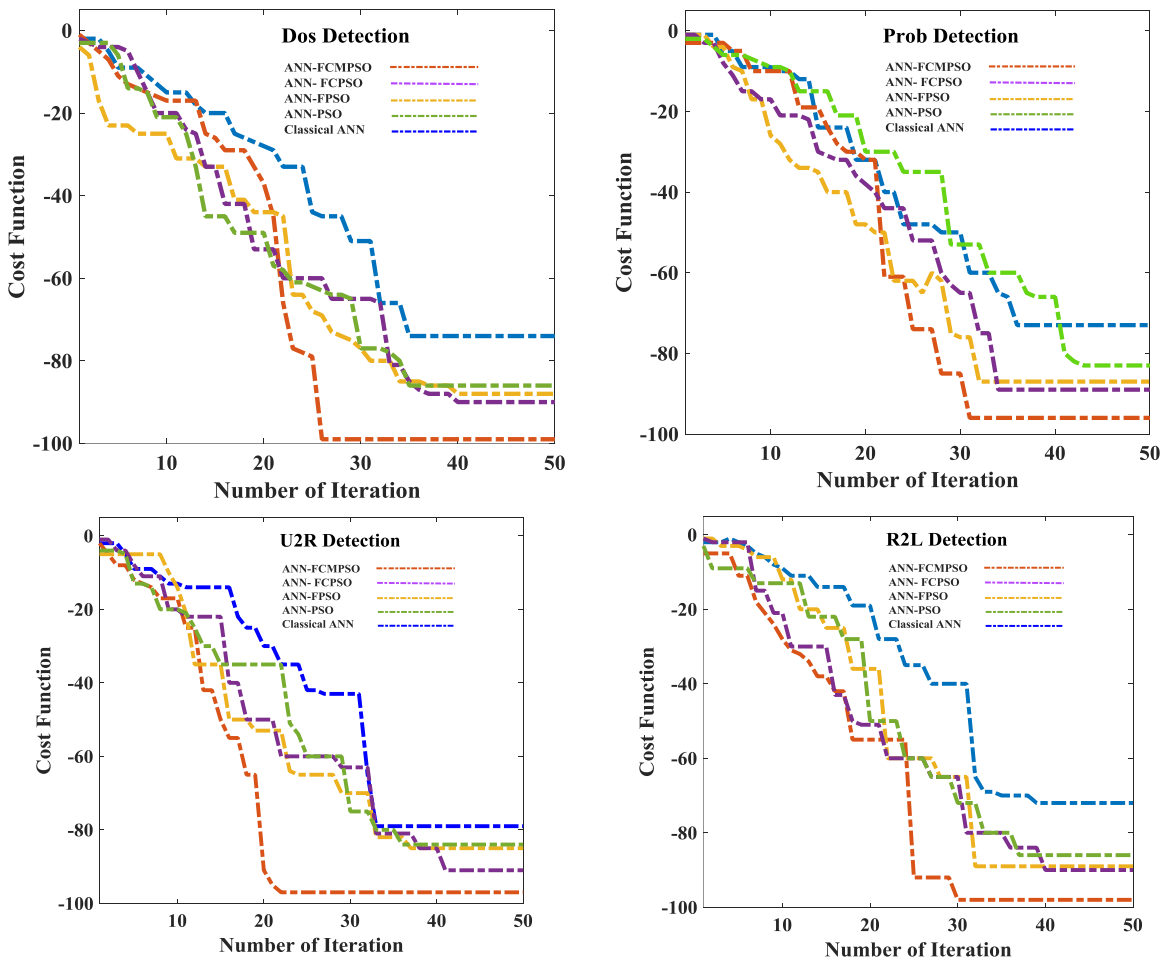 Dos Detection
ANN-FCMPSO
ANN- FCPSO
ANN-FPSO
ANN-PSO
Classical ANN
0
-20
-40
-60
-80
-100
10 20 30 40 50
Cost Function
Number of Iteration
Prob Detection
ANN-FCMPSO
ANN- FCPSO
ANN-FPSO
ANN-PSO
Classical ANN
0
-20
-40
-60
-80
-100
10 20 30 40 50
Cost Function
Number of Iteration
U2R Detection
ANN-FCMPSO
ANN- FCPSO
ANN-FPSO
ANN-PSO
Classical ANN
0
-20
-40
-60
-80
-100
10 20 30 40 50
Cost Function
Number of Iteration
R2L Detection
ANN-FCMPSO
ANN- FCPSO
ANN-FPSO
ANN-PSO
Classical ANN
0
-20
-40
-60
-80
-100
10 20 30 40 50
Cost Function
Number of Iteration